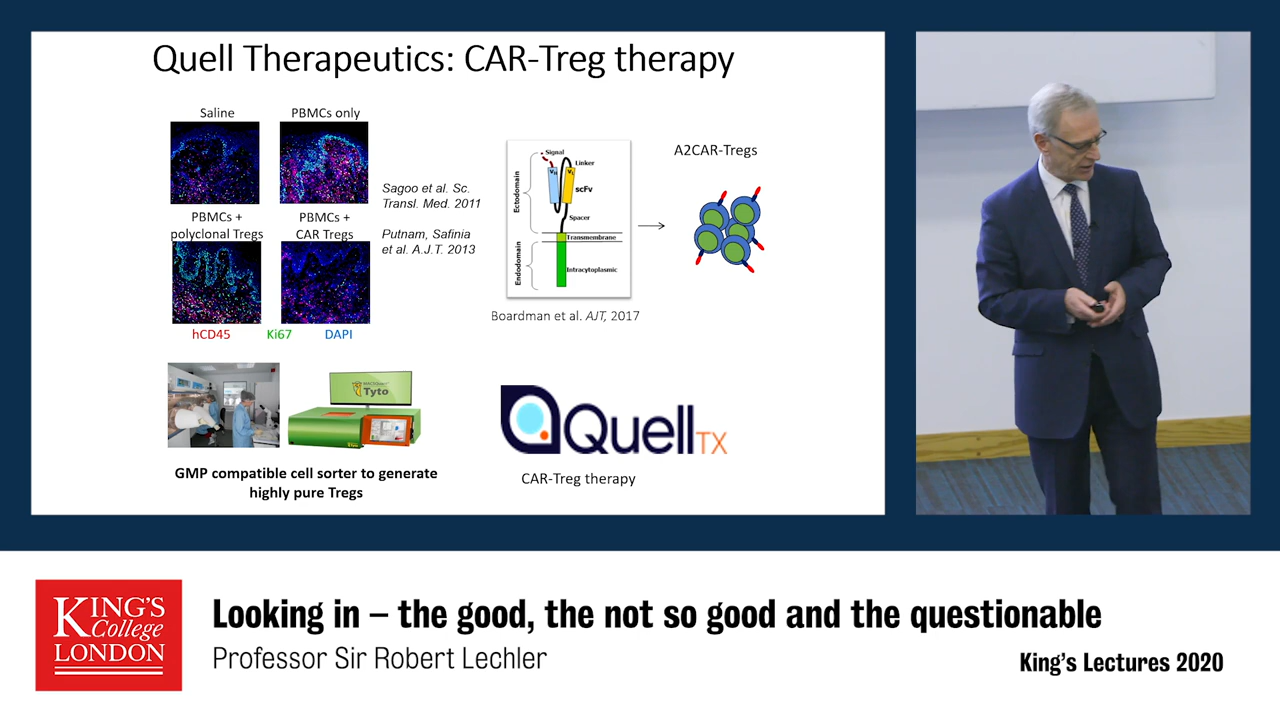 Quell Therapeutics: CAR-Treg therapy
Saline
PBMCs only
PBMCs +
polyclonal Tregs
PBMCs +
CAR Tregs
hCD45
Ki67
DAPI
Sagoo et al. Sc.
Transl. Med. 2011
Putnam, Safinia
et al. A.J.T. 2013
Signal
Linker
VH
VL
scFv
Spacer
Transmembrane
Intracytoplasmic
Ectodomain
Endodomain
Boardman et al. AJT, 2017
A2CAR-Tregs
Tyto
GMP compatible cell sorter to generate
highly pure Tregs
QuellTX
CAR-Treg therapy
KING'S
College
LONDON
Looking in – the good, the not so good and the questionable
Professor Sir Robert Lechler
King's Lectures 2020